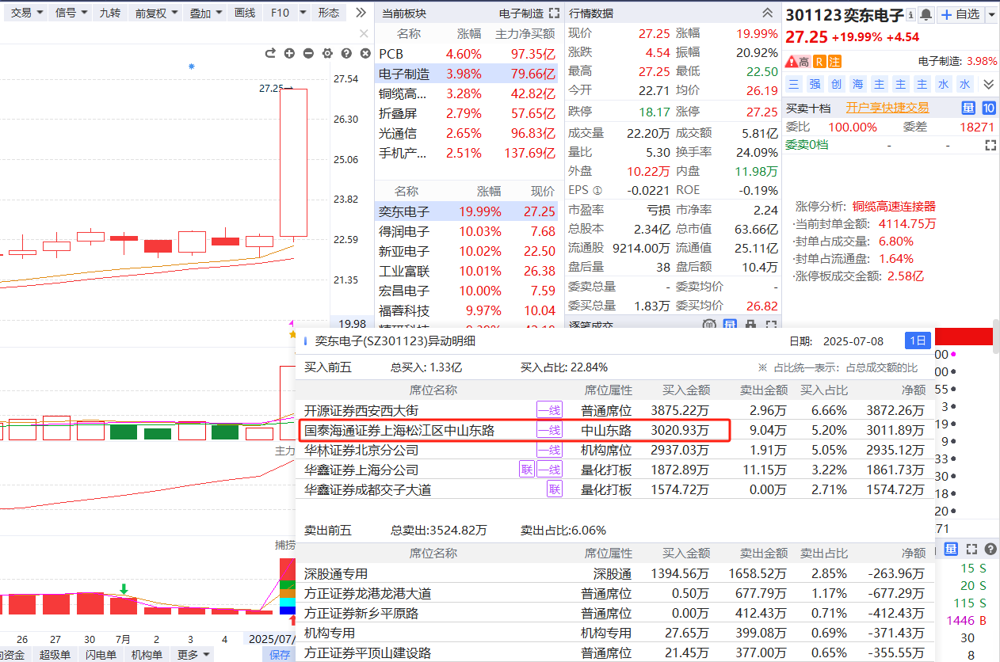 交易 信号 九转 前复权 叠加 画线 F10 形态
27.25
27.54
26.30
25.06
23.82
22.59
21.35
19.98
主力
捕捞
26 27 30 7月 2 3 4 2025/07/
向资金 超级单 闪电单 机构单 更多 保存
当前板块 电子制造
名称 涨幅 主力净买额
PCB 4.60% 97.35亿
电子制造 3.98% 79.66亿
铜缆高... 3.28% 42.82亿
折叠屏 2.79% 57.65亿
光通信 2.65% 96.83亿
手机产... 2.51% 137.69亿
名称 涨幅 现价
奕东电子 19.99% 27.25
得润电子 10.03% 7.68
新亚电子 10.02% 22.50
工业富联 10.01% 26.38
宏昌电子 10.00% 7.59
福蓉科技 9.97% 10.04
行情数据
现价 27.25 涨幅 19.99%
涨跌 4.54 振幅 20.92%
最高 27.25 最低 22.50
今开 22.71 均价 26.19
跌停 18.17 涨停 27.25
成交量 22.20万 成交额 5.81亿
量比 5.30 换手率 24.09%
外盘 10.22万 内盘 11.98万
EPS ① -0.0221 ROE -0.19%
市盈率 亏损 市净率 2.24
总股本 2.34亿 总市值 63.66亿
流通股 9214.00万 流通值 25.11亿
盘后量 38 盘后额 10.4万
委卖总量 - 委卖均价 -
委买总量 1.83万 委买均价 26.82
逐笔成交
301123 奕东电子 自选
27.25 +19.99% +4.54
高 R 注 电子制造: 3.98%
三 强 创 海 主 主 主 水 水
买卖十档 开户享快捷交易 量 10
委比 100.00% 委差 18271
委卖0档 - -
涨停分析: 铜缆高速连接器
·当前封单金额: 4114.75万
·封单占成交量: 6.80%
·封单占流通盘: 1.64%
·涨停板成交金额: 2.58亿
奕东电子(SZ301123)异动明细 日期: 2025-07-08 1日
买入前五 总买入: 1.33亿 买入占比: 22.84% ※ 占比统一表示: 占总成交额的比
席位名称 席位属性 买入金额 卖出金额 买入占比 净额
开源证券西安西大街 一线 普通席位 3875.22万 2.96万 6.66% 3872.26万
国泰海通证券上海松江区中山东路 一线 中山东路 3020.93万 9.04万 5.20% 3011.89万
华林证券北京分公司 一线 机构席位 2937.03万 1.91万 5.05% 2935.12万
华鑫证券上海分公司 联 一线 量化打板 1872.89万 11.15万 3.22% 1861.73万
华鑫证券成都交子大道 联 量化打板 1574.72万 0.00万 2.71% 1574.72万
卖出前五 总卖出:3524.82万 卖出占比:6.06%
席位名称 席位属性 买入金额 卖出金额 卖出占比 净额
深股通专用 深股通 1394.56万 1658.52万 2.85% -263.96万
方正证券龙港龙港大道 普通席位 0.50万 677.79万 1.17% -677.29万
方正证券新乡平原路 普通席位 0.00万 412.43万 0.71% -412.43万
机构专用 机构专用 27.65万 399.08万 0.69% -371.43万
方正证券平顶山建设路 普通席位 21.45万 377.00万 0.65% -355.55万
00
00
55
3
19
9
33
30
18
20
.71
量
15 S
20 S
115 S
1446 B
30
8